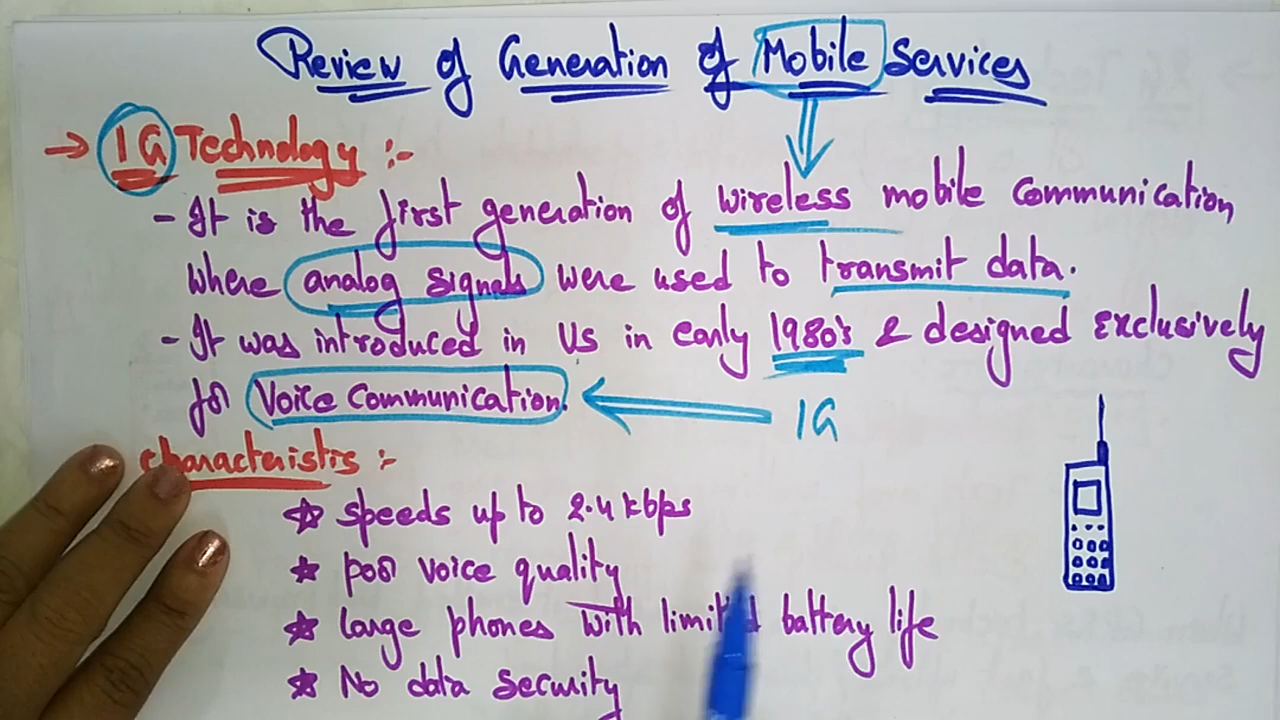 Review of Generation of Mobile Services
→ 1G Technology :-
- It is the first generation of wireless mobile communication
where analog signals were used to transmit data.
- It was introduced in US in early 1980's & designed exclusively
for Voice Communication.
1G
characteristis :-
☆ speeds up to 2.4 kbps
☆ poor voice quality
☆ large phones with limited battery life
☆ No data security